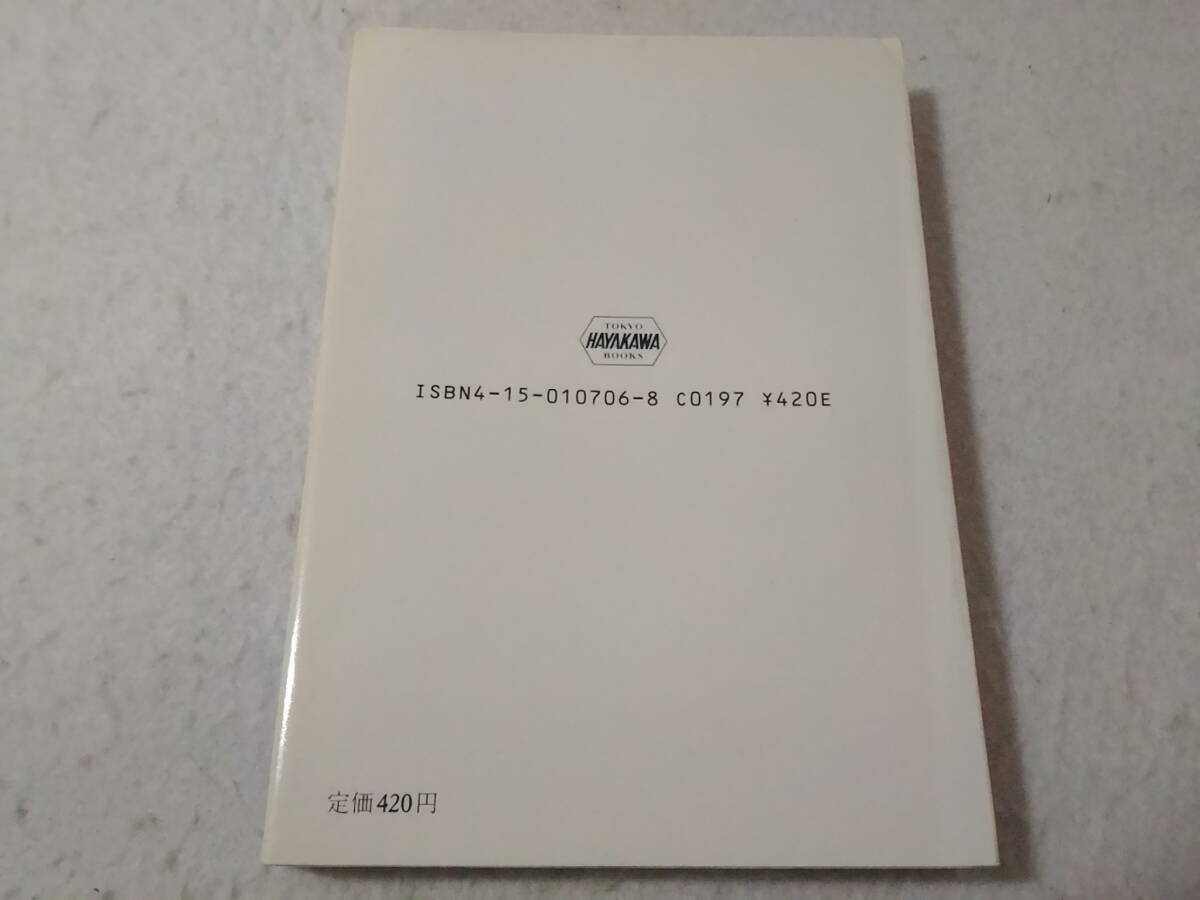 TOKYO
HAYAKAWA
BOOKS
ISBN4-15-010706-8 C0197 ¥420E
定価420円